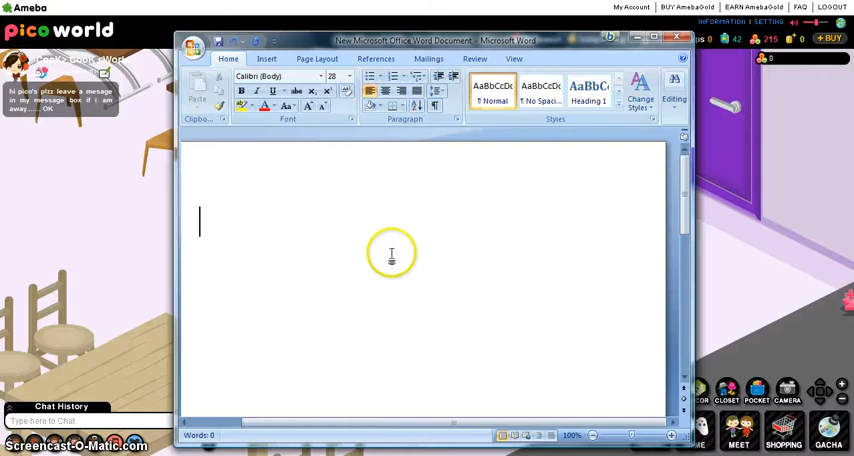 Ameba
My Account | BUY AmebaGold | EARN AmebaGold | FAQ | LOGOUT
pico world
INFORMATION | SETTING
0 42 215 0 +BUY
0
hi pico's plzz leave a mesage
in my message box if i am
away....... OK
New Microsoft Office Word Document - Microsoft Word
Home Insert Page Layout References Mailings Review View
Calibri (Body) 28
Paste
AaBbCcDc AaBbCcDc AaBbCc
¶ Normal ¶ No Spaci... Heading 1
Change Styles
Editing
Clipbo... Font Paragraph Styles
Words: 0
100%
Chat History
Type here to Chat
CLOSET POCKET CAMERA
MEET SHOPPING GACHA
Screencast-O-Matic.com